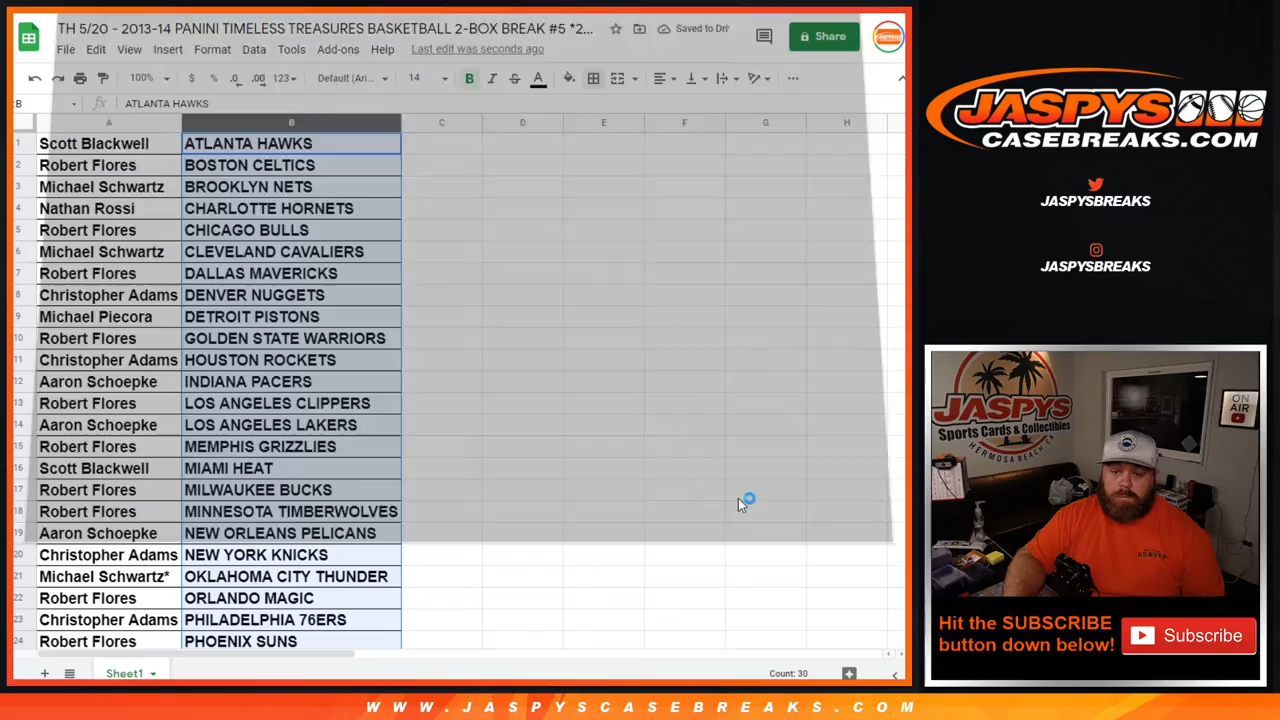 TH 5/20 - 2013-14 PANINI TIMELESS TREASURES BASKETBALL 2-BOX BREAK #5 *2...
Saved to Dri
Share
File Edit View Insert Format Data Tools Add-ons Help Last edit was seconds ago
100% $ % .0 .00 123 Default (Ari... 14 B I S A
fx ATLANTA HAWKS
A B C D E F G H
1 Scott Blackwell ATLANTA HAWKS
2 Robert Flores BOSTON CELTICS
3 Michael Schwartz BROOKLYN NETS
4 Nathan Rossi CHARLOTTE HORNETS
5 Robert Flores CHICAGO BULLS
6 Michael Schwartz CLEVELAND CAVALIERS
7 Robert Flores DALLAS MAVERICKS
8 Christopher Adams DENVER NUGGETS
9 Michael Piecora DETROIT PISTONS
10 Robert Flores GOLDEN STATE WARRIORS
11 Christopher Adams HOUSTON ROCKETS
12 Aaron Schoepke INDIANA PACERS
13 Robert Flores LOS ANGELES CLIPPERS
14 Aaron Schoepke LOS ANGELES LAKERS
15 Robert Flores MEMPHIS GRIZZLIES
16 Scott Blackwell MIAMI HEAT
17 Robert Flores MILWAUKEE BUCKS
18 Robert Flores MINNESOTA TIMBERWOLVES
19 Aaron Schoepke NEW ORLEANS PELICANS
20 Christopher Adams NEW YORK KNICKS
21 Michael Schwartz* OKLAHOMA CITY THUNDER
22 Robert Flores ORLANDO MAGIC
23 Christopher Adams PHILADELPHIA 76ERS
24 Robert Flores PHOENIX SUNS
Sheet1
Count: 30
JASPYS
CASEBREAKS.COM
JASPYSBREAKS
JASPYSBREAKS
JASPYS
Sports Cards & Collectibles
HERMOSA BEACH CA
ON
AIR
Hit the SUBSCRIBE
button down below!
Subscribe
WWW.JASPYSCASEBREAKS.COM